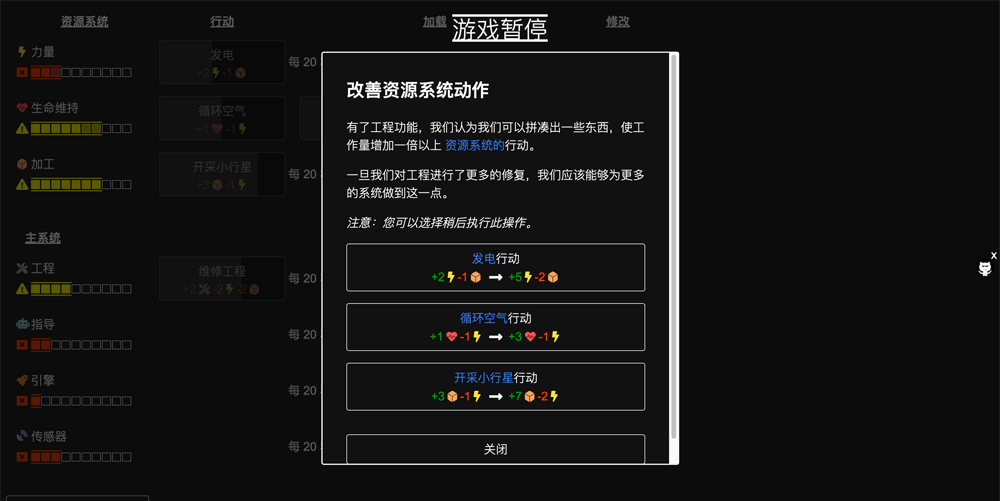 资源系统 行动 加载 修改
游戏暂停
力量 发电 每 20
+2 -1
生命维持 循环空气 每 20
+1 -1
加工 开采小行星 每 20
+3 -1
主系统
工程 维修工程 每 20
+2 -2 -2
指导 每 20
引擎 每 20
传感器 每 20
改善资源系统动作
有了工程功能，我们认为我们可以拼凑出一些东西，使工
作量增加一倍以上 资源系统的行动。
一旦我们对工程进行了更多的修复，我们应该能够为更多
的系统做到这一点。
注意：您可以选择稍后执行此操作。
发电行动
+2 -1 → +5 -2
循环空气行动
+1 -1 → +3 -1
开采小行星行动
+3 -1 → +7 -2
关闭
x